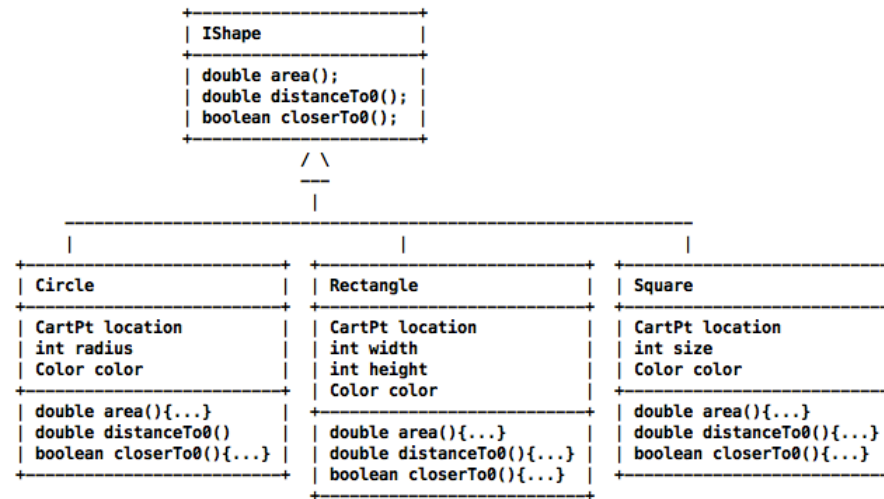 IShape
double area();
double distanceTo0();
boolean closerTo0();
Circle
CartPt location
int radius
Color color
double area(){...}
double distanceTo0()
boolean closerTo0(){...}
Rectangle
CartPt location
int width
int height
Color color
double area(){...}
double distanceTo0(){...}
boolean closerTo0(){...}
Square
CartPt location
int size
Color color
double area(){...}
double distanceTo0(){...}
boolean closerTo0(){...}